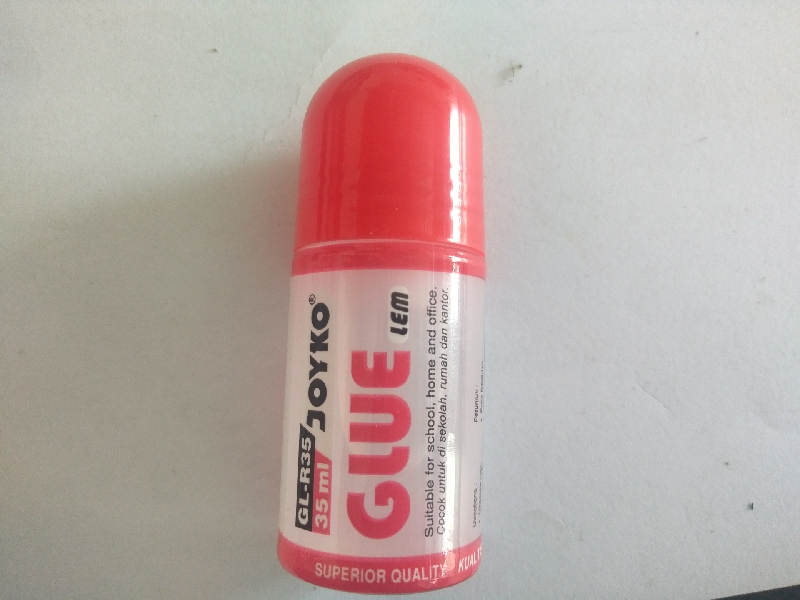 GL-R35
35 ml
JOYKO®
GLUE
LEM
Suitable for school, home and office.
Cocok untuk di sekolah, rumah dan kantor.
SUPERIOR QUALITY